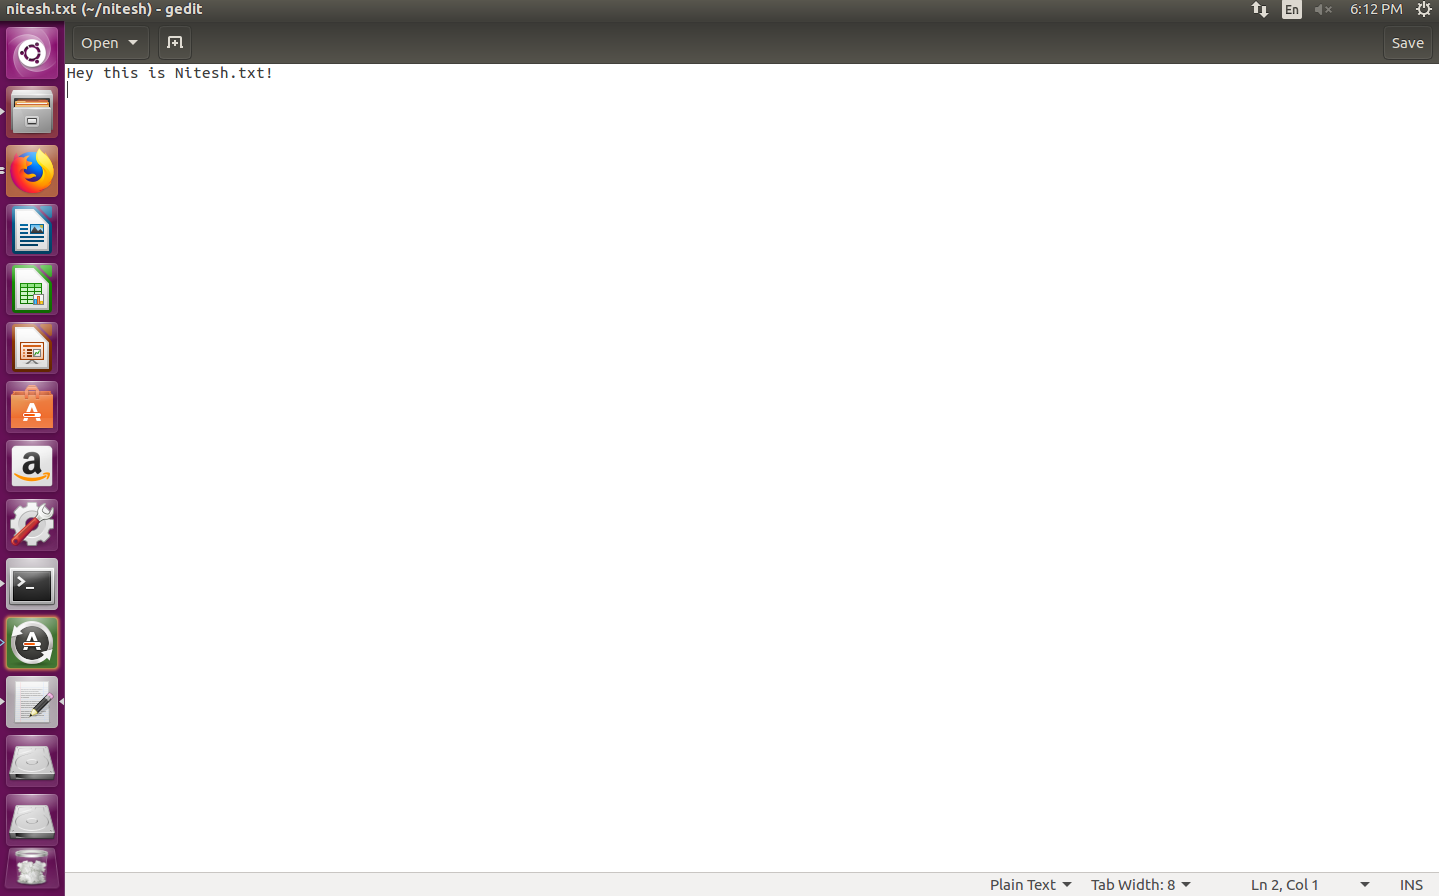 nitesh.txt (~/nitesh) - gedit
En
6:12 PM
Open
Save
Hey this is Nitesh.txt!
Plain Text
Tab Width: 8
Ln 2, Col 1
INS